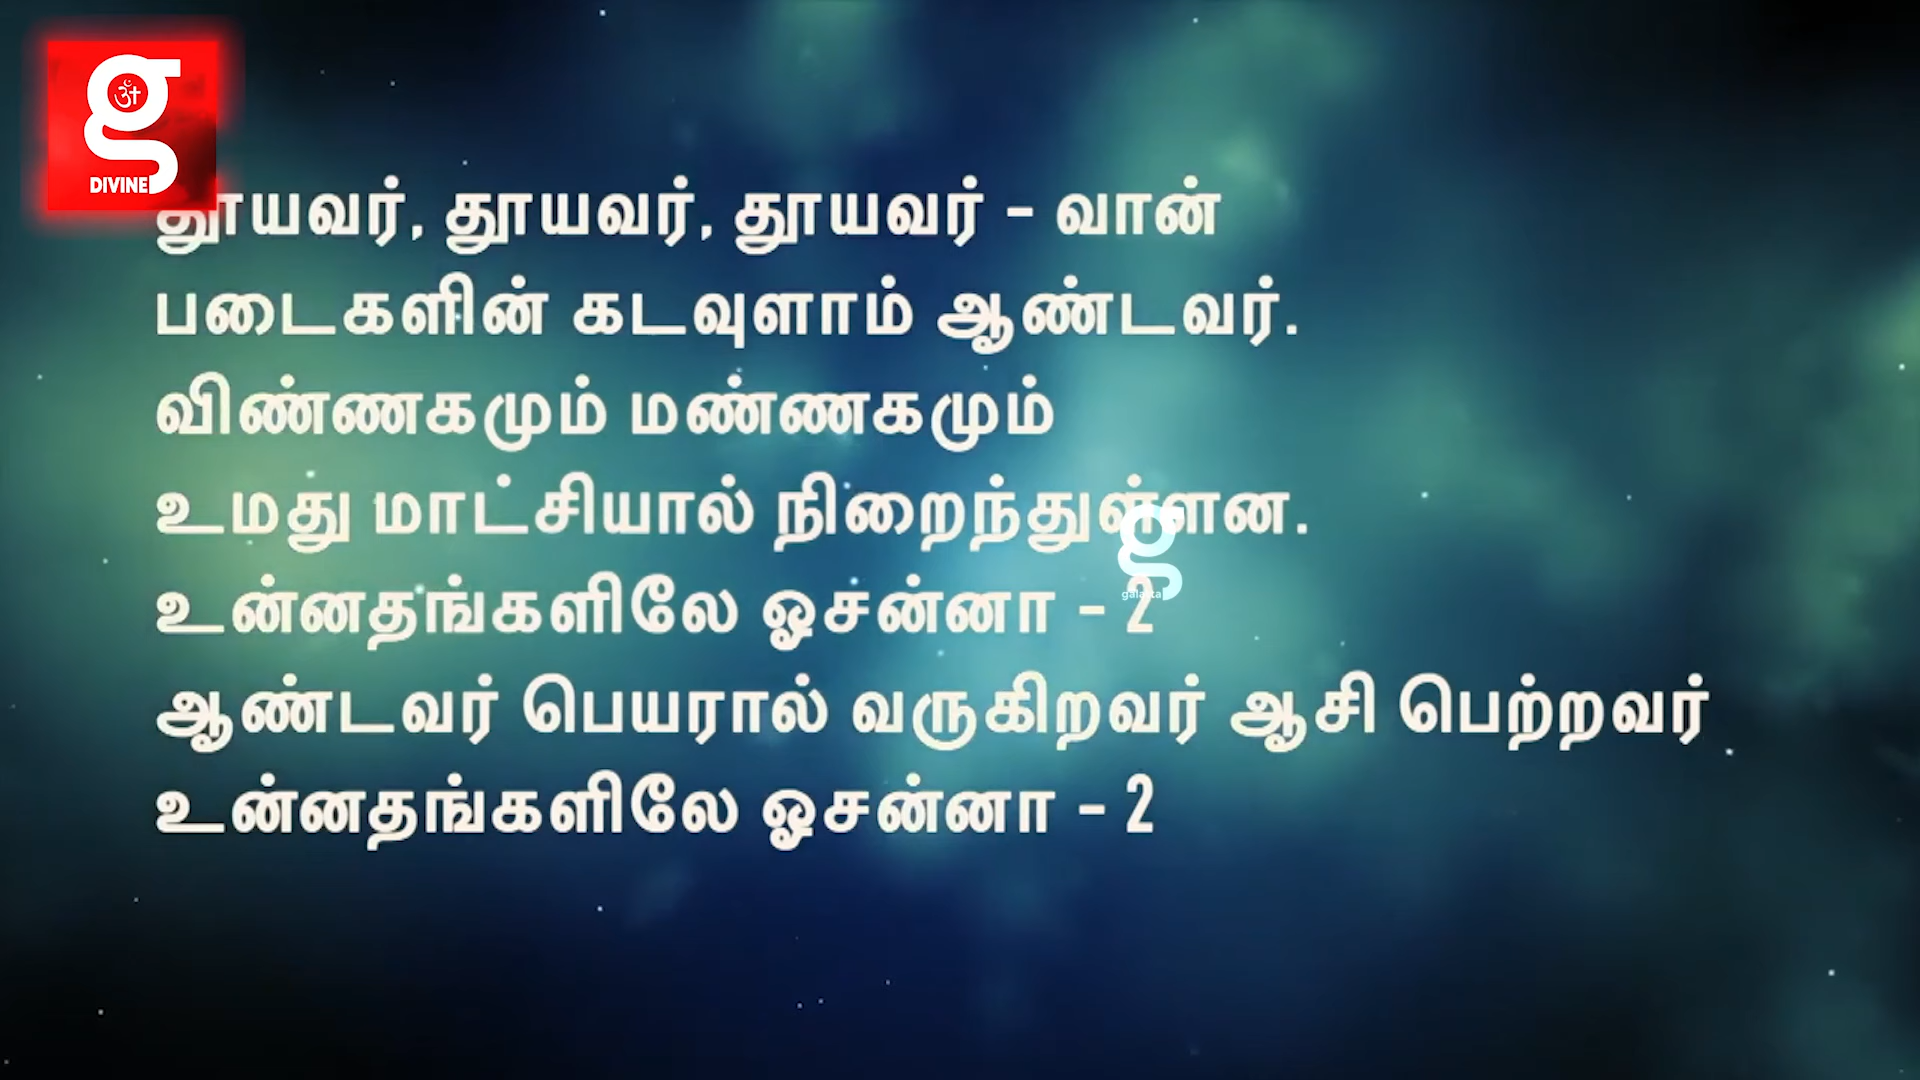 DIVINE
தூயவர், தூயவர், தூயவர் - வான்
படைகளின் கடவுளாம் ஆண்டவர்.
விண்ணகமும் மண்ணகமும்
உமது மாட்சியால் நிறைந்துள்ளன.
உன்னதங்களிலே ஓசன்னா - 2
galatta
ஆண்டவர் பெயரால் வருகிறவர் ஆசி பெற்றவர்
உன்னதங்களிலே ஓசன்னா - 2